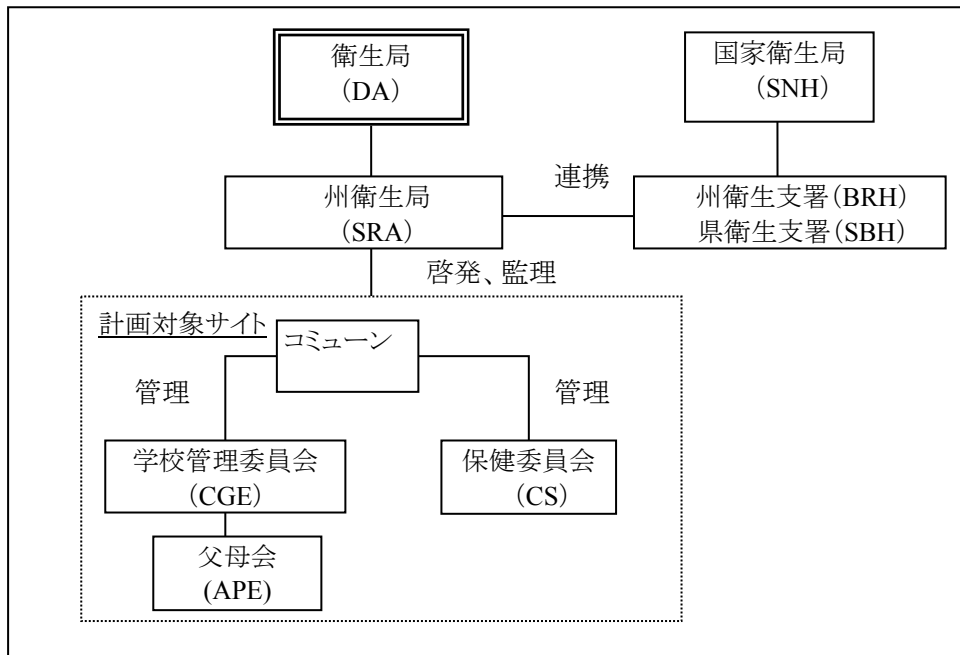 衛生局
(DA)
国家衛生局
(SNH)
州衛生局
(SRA)
連携
州衛生支署(BRH)
県衛生支署(SBH)
啓発、監理
計画対象サイト
コミューン
管理
管理
学校管理委員会
(CGE)
保健委員会
(CS)
父母会
(APE)